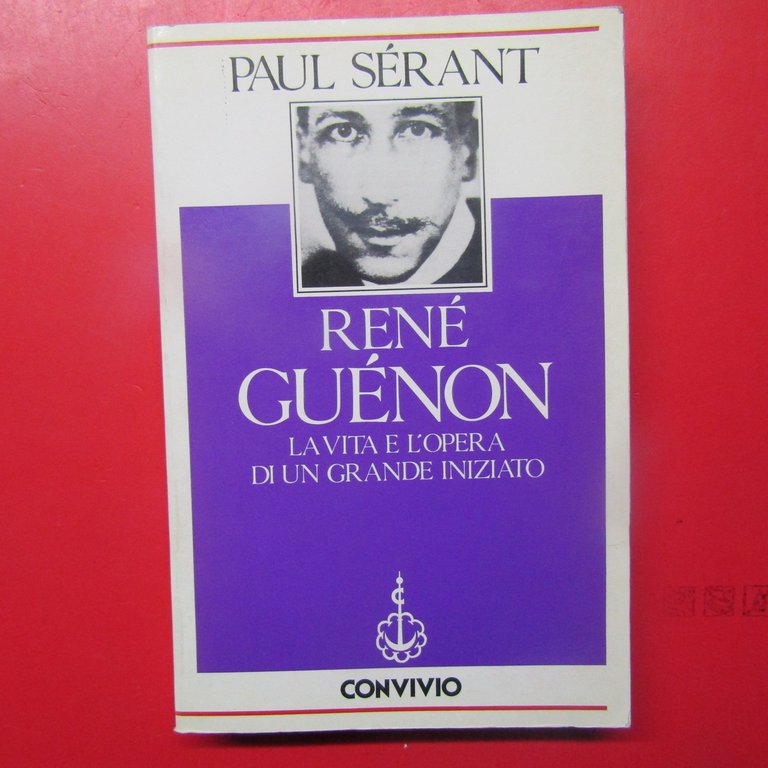 PAUL SÉRANT
RENÉ
GUÉNON
LA VITA E L'OPERA
DI UN GRANDE INIZIATO
CONVIVIO